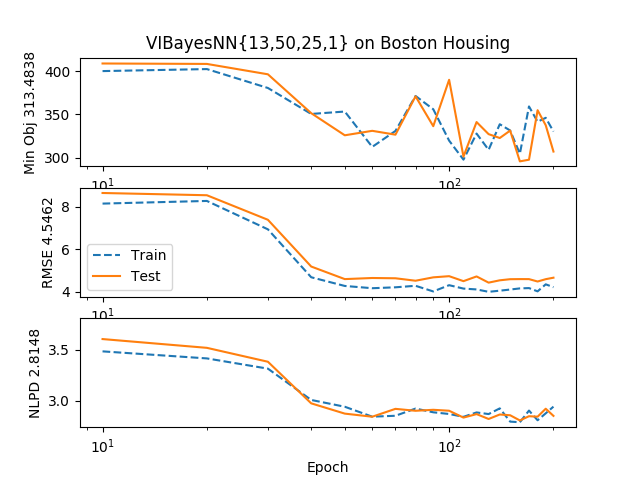 VIBayesNN{13,50,25,1} on Boston Housing
Min Obj 313.4838
400
350
300
10¹
10²
RMSE 4.5462
8
6
4
Train
Test
10¹
10²
NLPD 2.8148
3.5
3.0
10¹
10²
Epoch